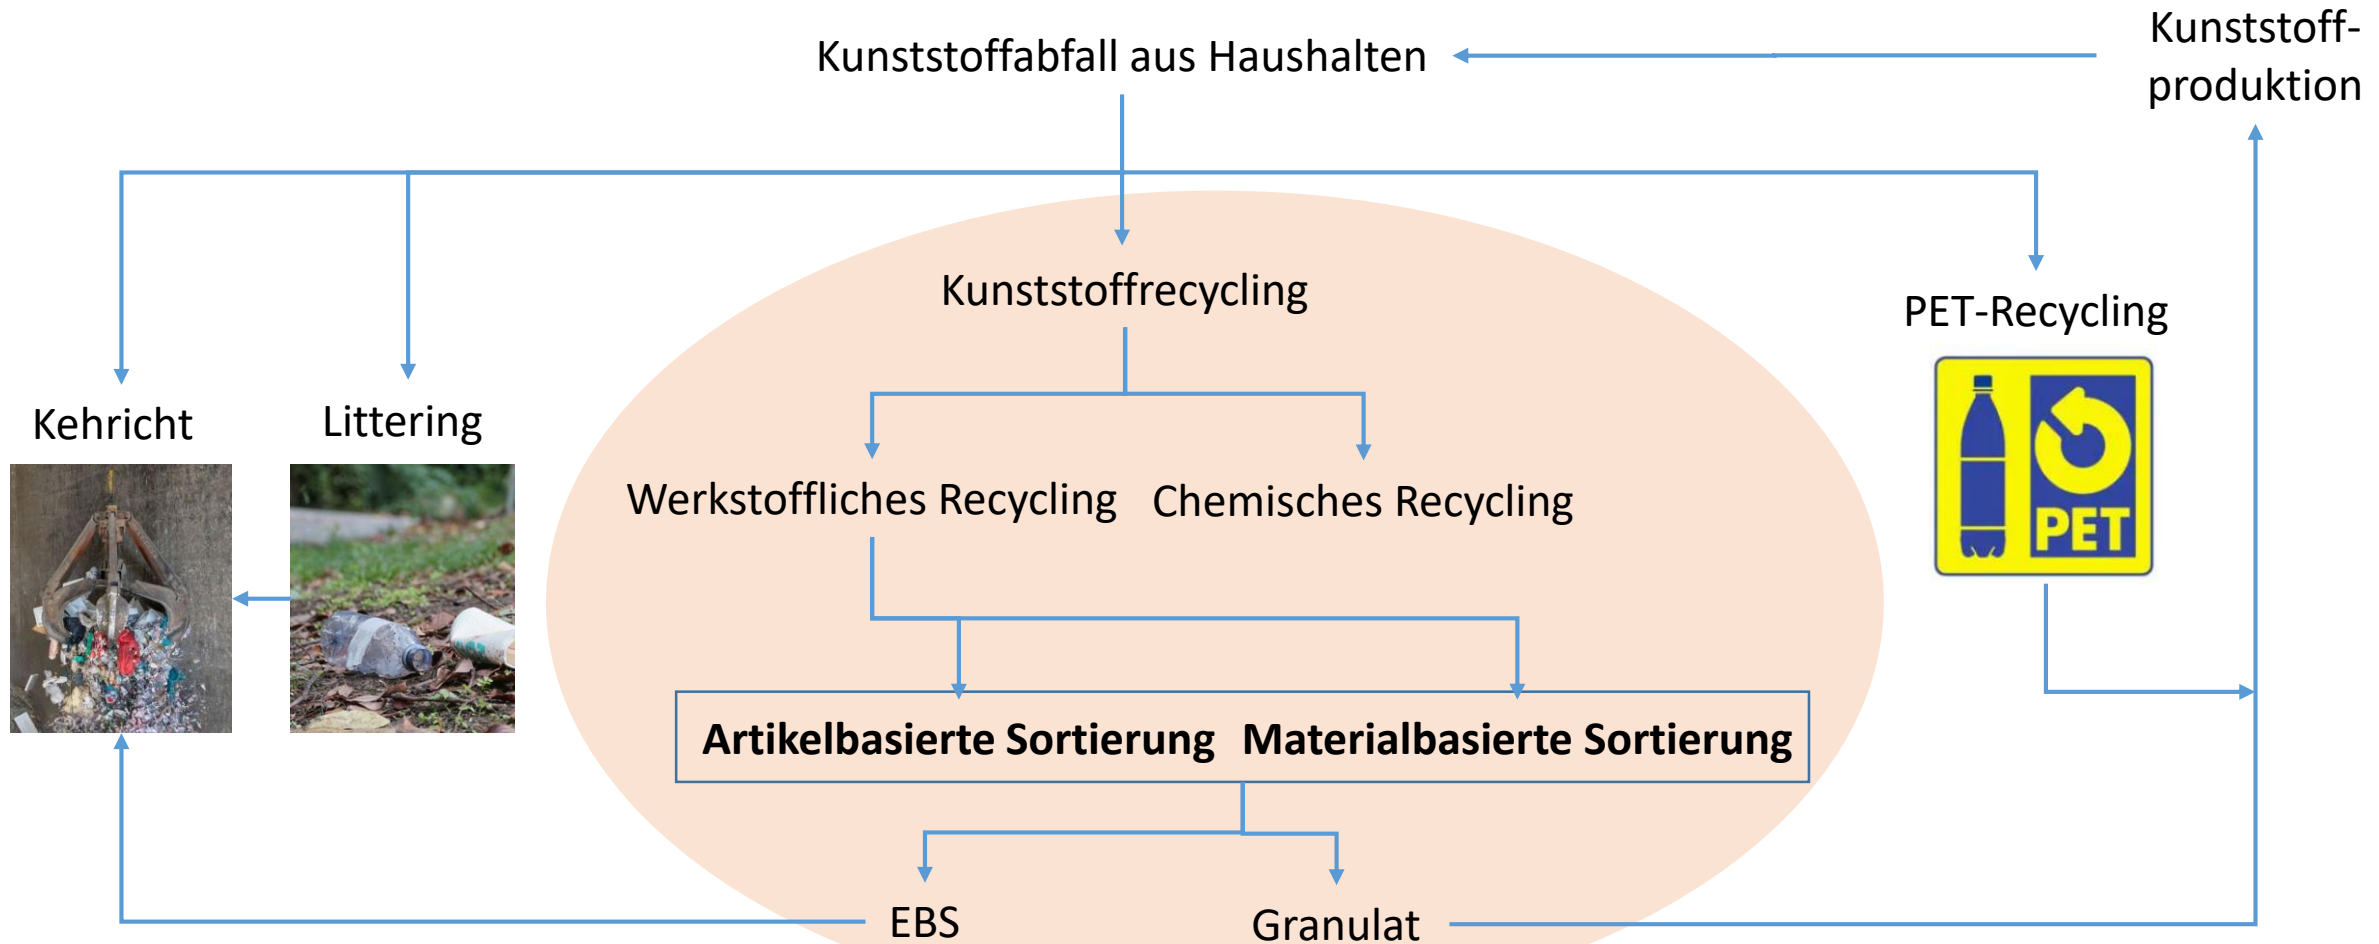 Kunststoff-
produktion
Kunststoffabfall aus Haushalten
Kunststoffrecycling
PET-Recycling
Kehricht
Littering
Werkstoffliches Recycling
Chemisches Recycling
PET
Artikelbasierte Sortierung
Materialbasierte Sortierung
EBS
Granulat